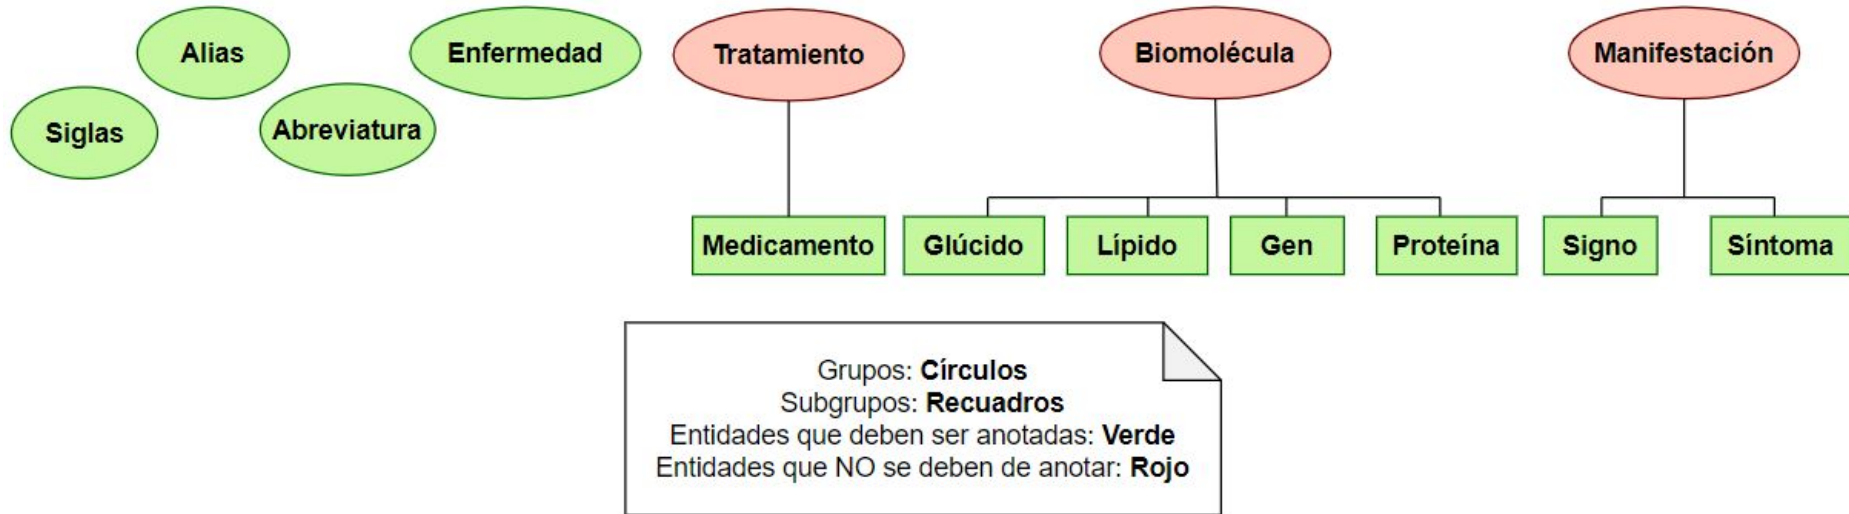 Alias
Enfermedad
Tratamiento
Biomolécula
Manifestación
Siglas
Abreviatura
Medicamento
Glúcido
Lípido
Gen
Proteína
Signo
Síntoma
Grupos: Círculos
Subgrupos: Recuadros
Entidades que deben ser anotadas: Verde
Entidades que NO se deben de anotar: Rojo